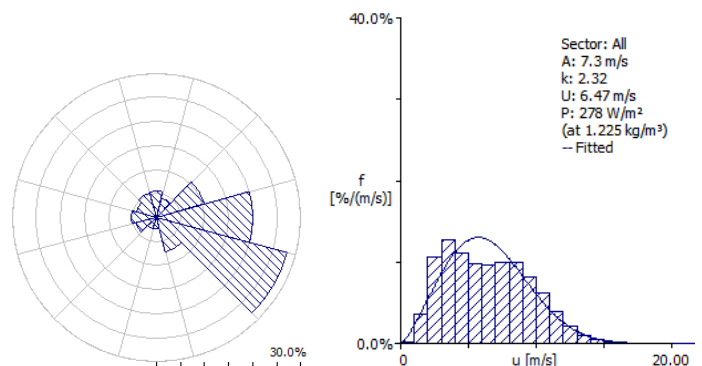 30.0%
40.0%
Sector: All
A: 7.3 m/s
k: 2.32
U: 6.47 m/s
P: 278 W/m²
(at 1.225 kg/m³)
-- Fitted
f
[%/(m/s)]
0.0%
0 u [m/s] 20.00